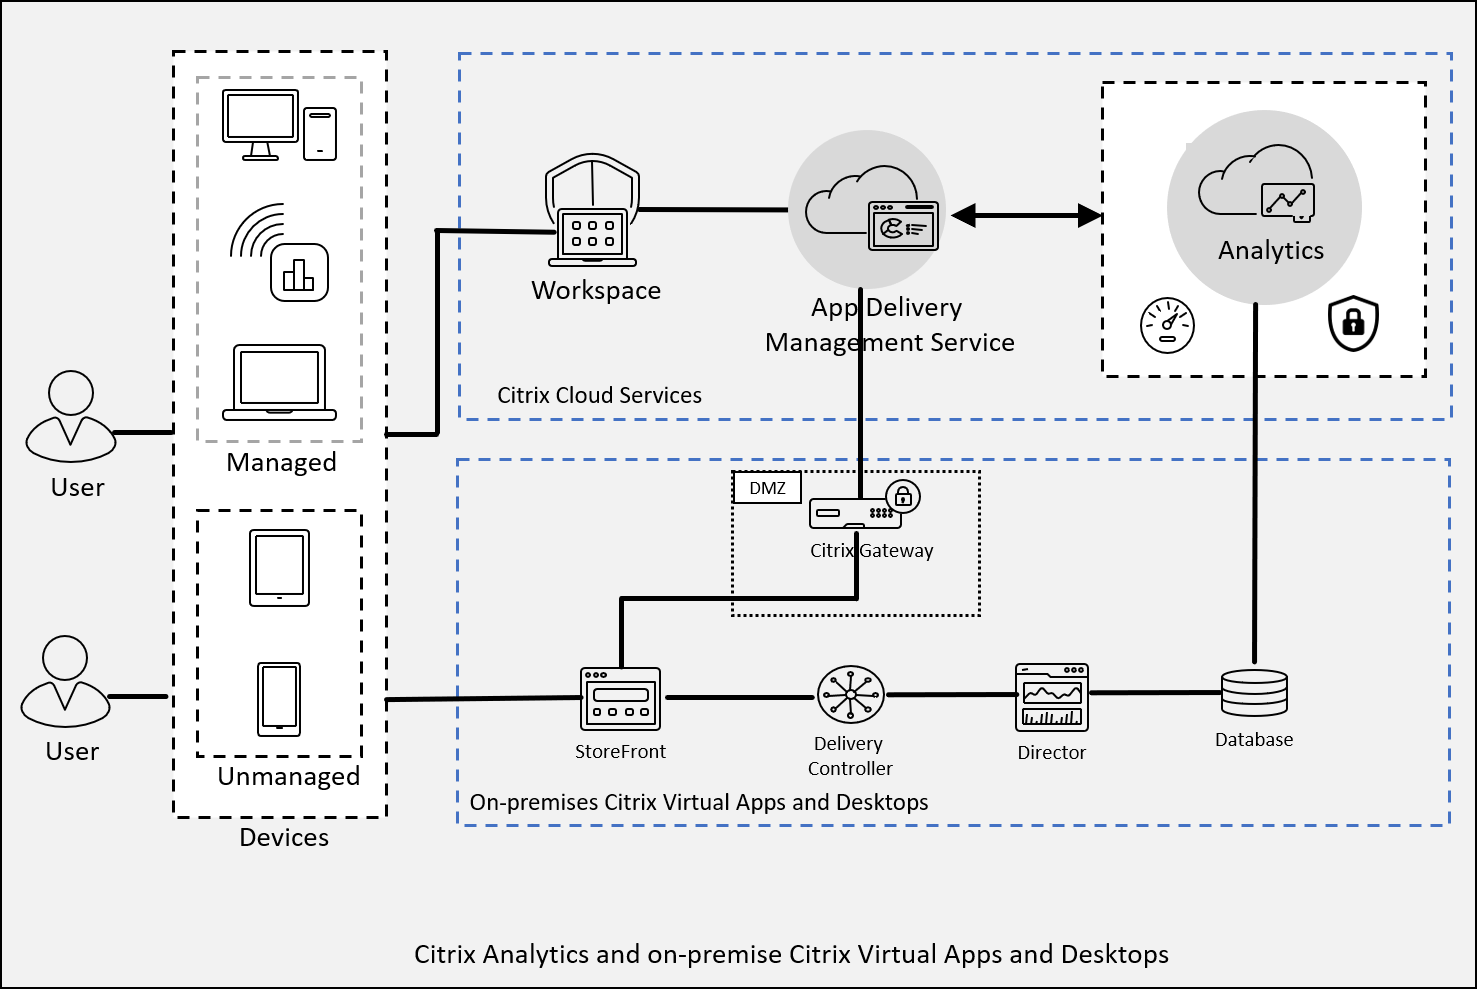 Workspace
App Delivery
Management Service
Analytics
Citrix Cloud Services
Managed
User
DMZ
Citrix Gateway
Unmanaged
User
Devices
StoreFront
Delivery
Controller
Director
Database
On-premises Citrix Virtual Apps and Desktops
Citrix Analytics and on-premise Citrix Virtual Apps and Desktops